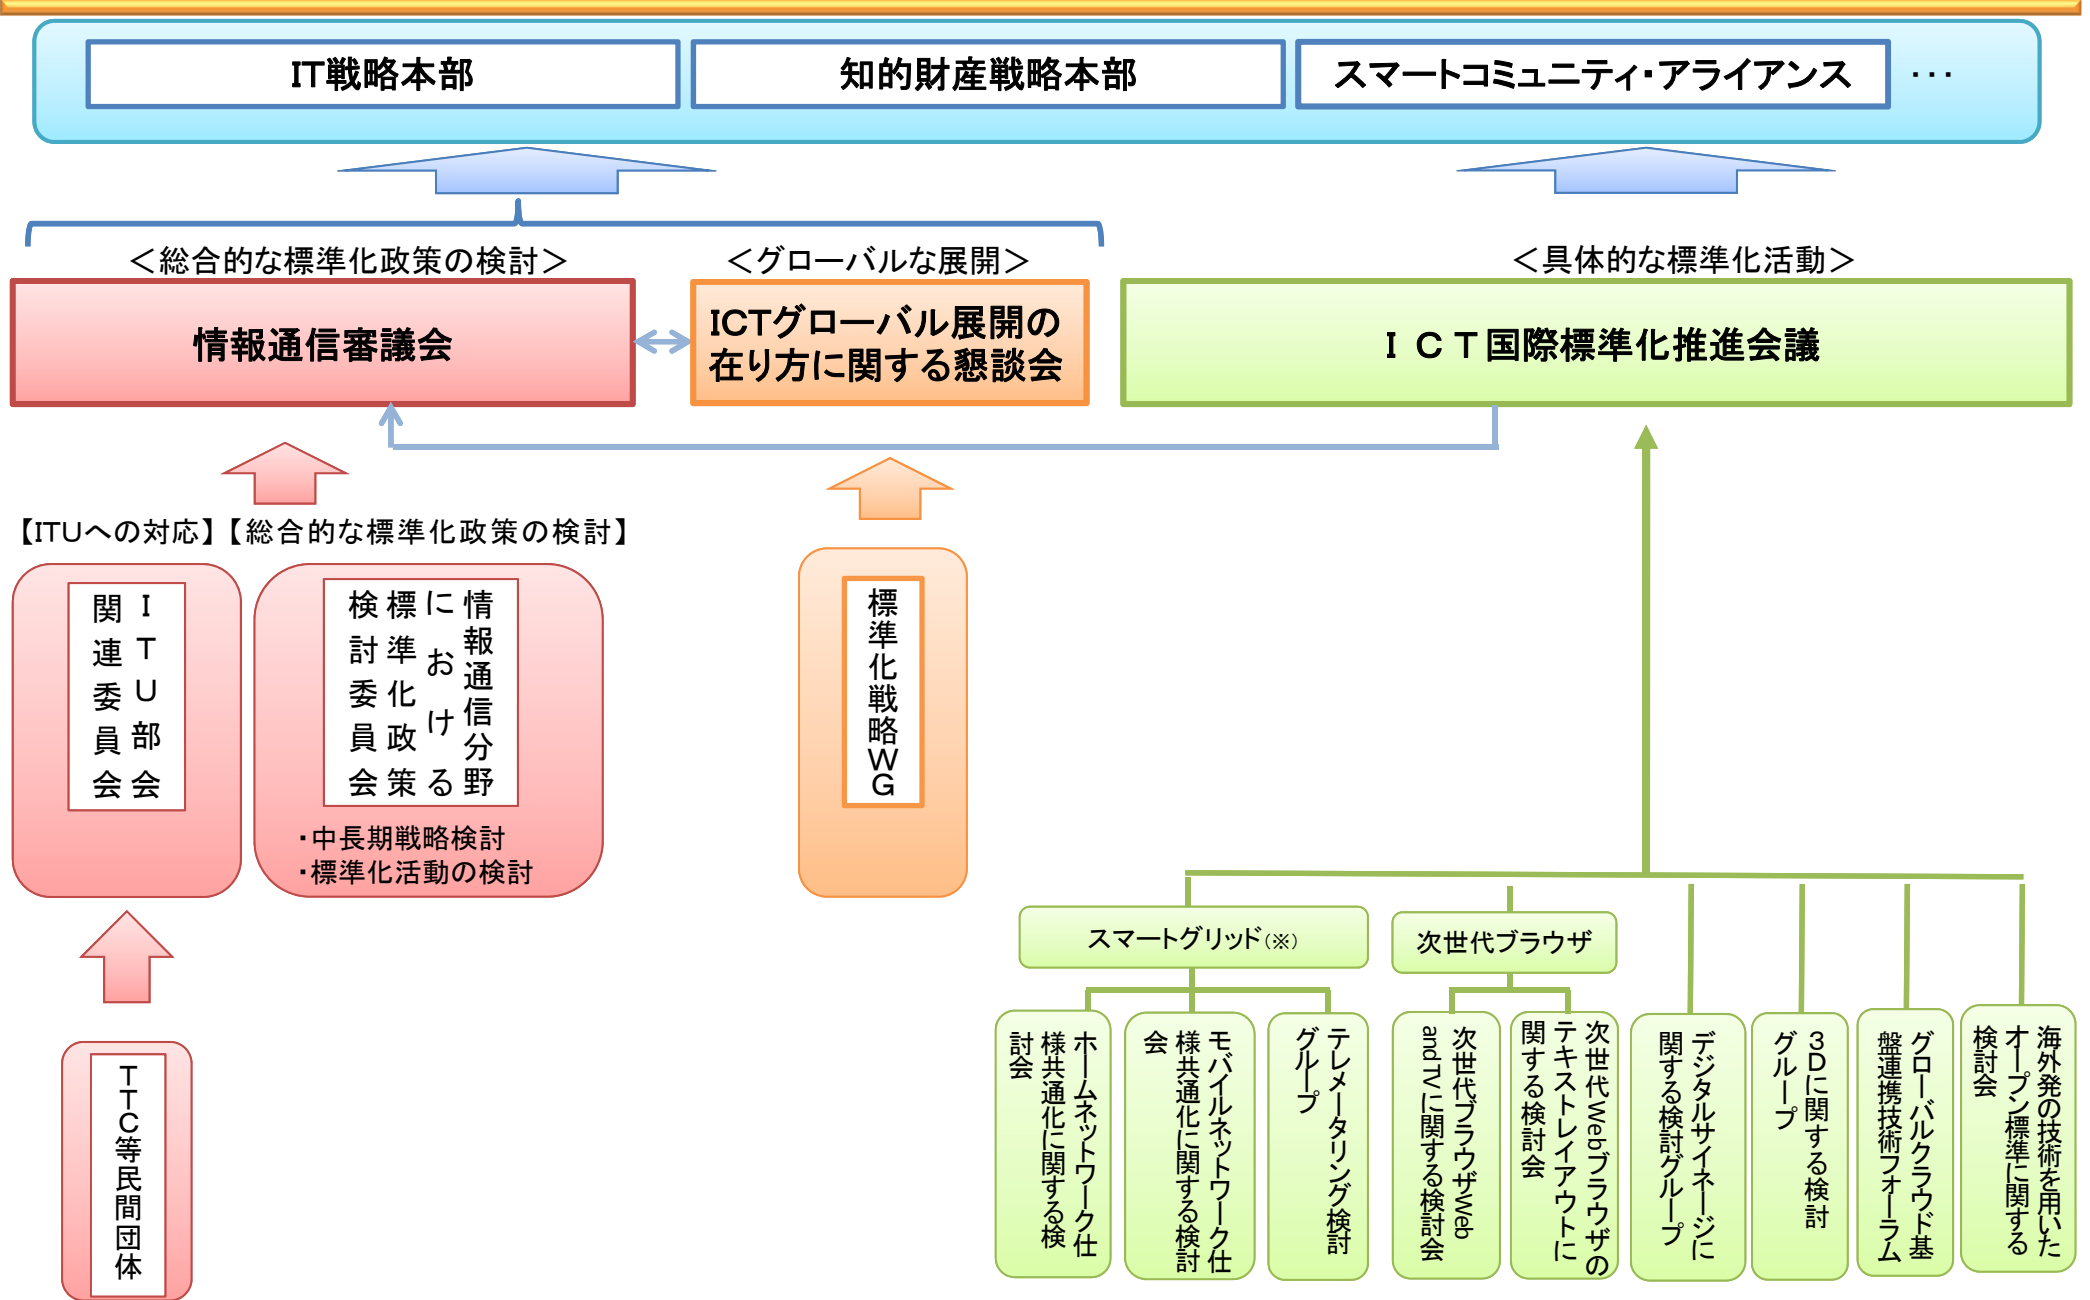 IT戦略本部
知的財産戦略本部
スマートコミュニティ・アライアンス
・・・
＜総合的な標準化政策の検討＞
＜グローバルな展開＞
＜具体的な標準化活動＞
情報通信審議会
ICTグローバル展開の
在り方に関する懇談会
ＩＣＴ国際標準化推進会議
【ITUへの対応】
【総合的な標準化政策の検討】
ＩＴＵ部会
関連委員会
情報通信分野
における
標準化政策
検討委員会
・中長期戦略検討
・標準化活動の検討
標準化戦略WG
TTC等民間団体
スマートグリッド(※)
次世代ブラウザ
ホームネットワーク仕
様共通化に関する検
討会
モバイルネットワーク仕
様共通化に関する検討
会
テレメータリング検討
グループ
次世代ブラウザWeb
and TVに関する検討会
次世代Webブラウザの
テキストレイアウトに
関する検討会
デジタルサイネージに
関する検討グループ
３Dに関する検討
グループ
グローバルクラウド基
盤連携技術フォーラム
海外発の技術を用いた
オープン標準に関する
検討会